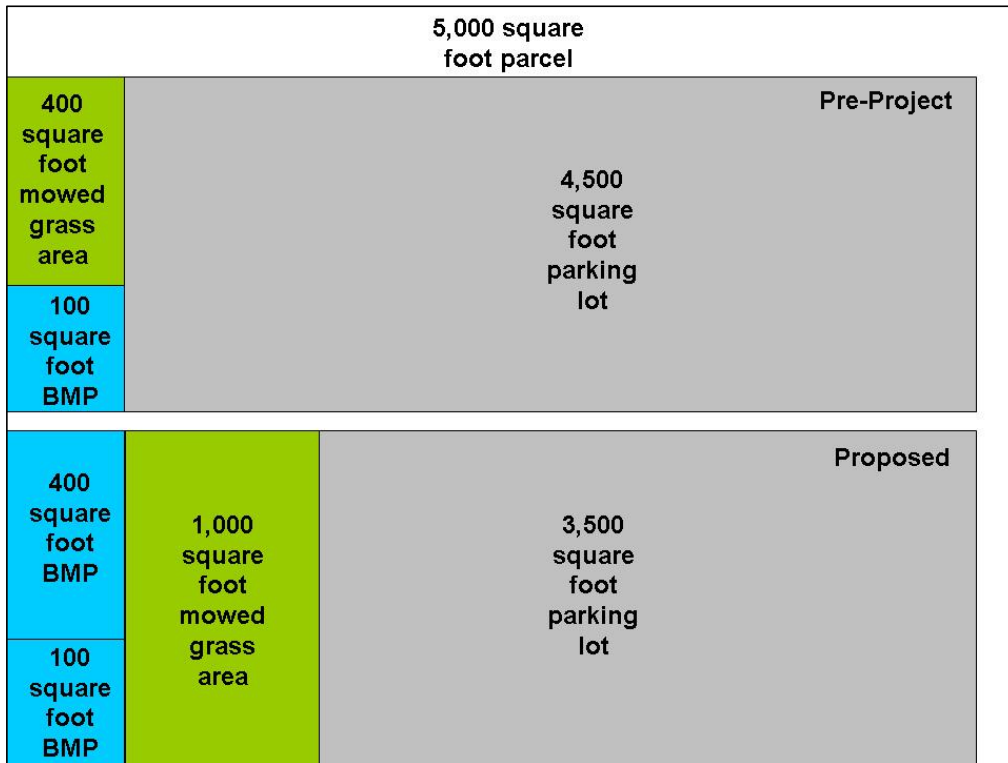 5,000 square
foot parcel
Pre-Project
400
square
foot
mowed
grass
area
4,500
square
foot
parking
lot
100
square
foot
BMP
Proposed
400
square
foot
BMP
1,000
square
foot
mowed
grass
area
3,500
square
foot
parking
lot
100
square
foot
BMP